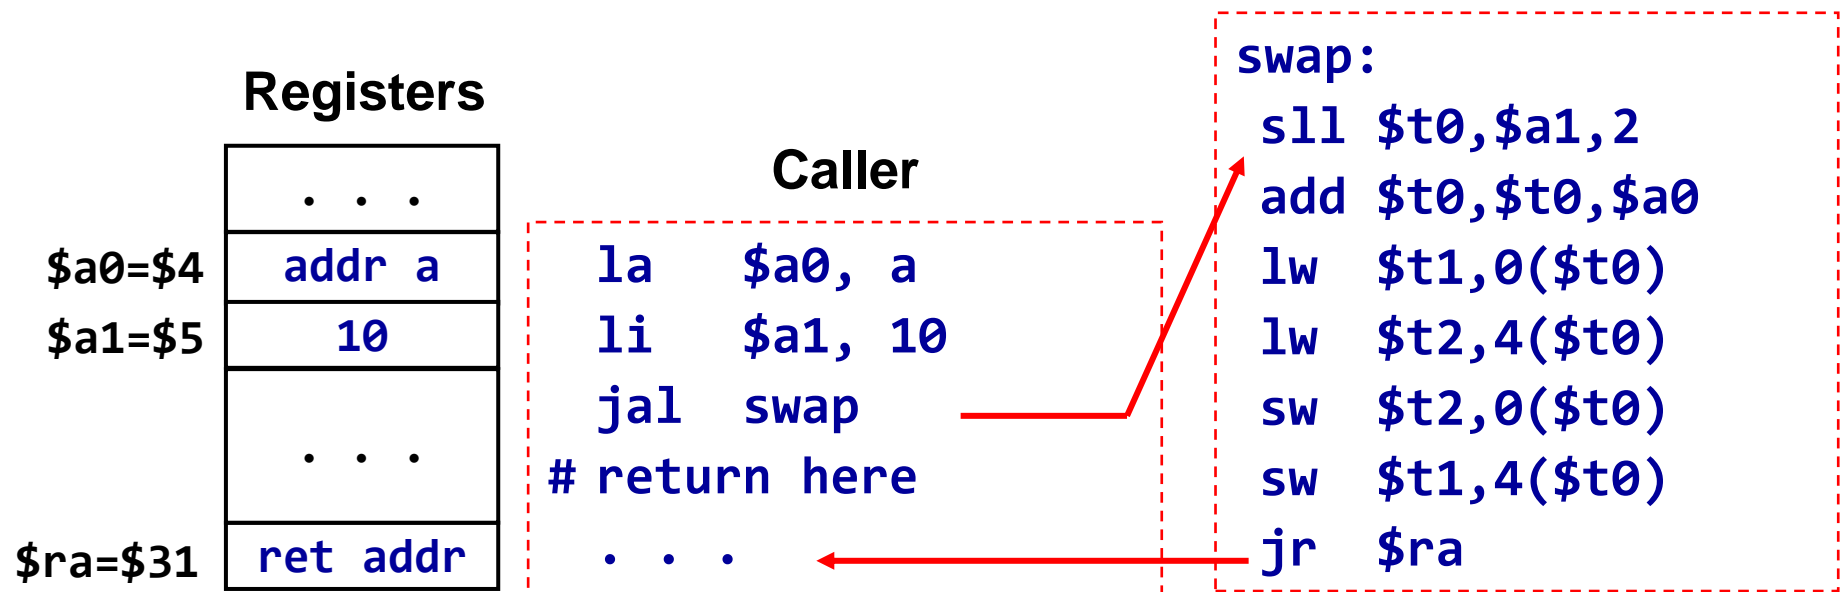 Registers
. . .
$a0=$4 addr a
$a1=$5 10
. . .
$ra=$31 ret addr
Caller
la $a0, a
li $a1, 10
jal swap
# return here
. . .
swap:
sll $t0,$a1,2
add $t0,$t0,$a0
lw $t1,0($t0)
lw $t2,4($t0)
sw $t2,0($t0)
sw $t1,4($t0)
jr $ra